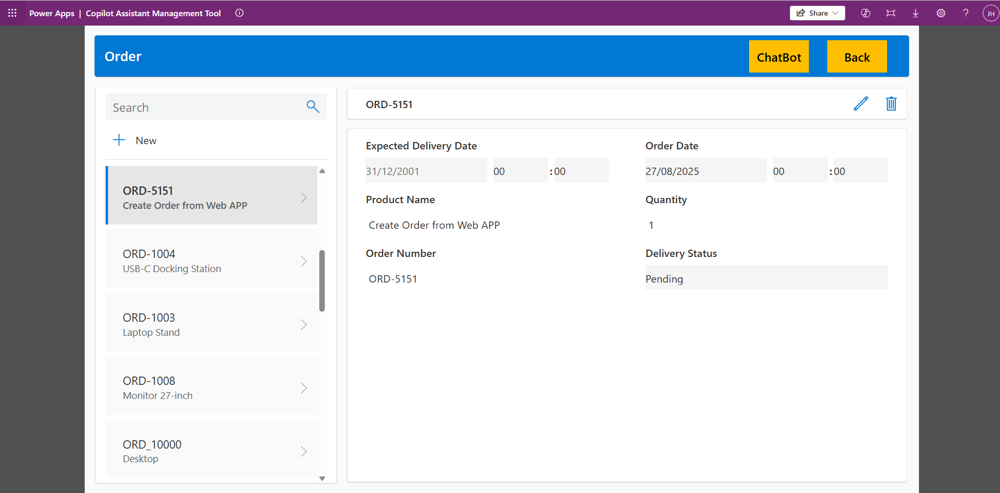 Power Apps | Copilot Assistant Management Tool
Share
? JH
Order
ChatBot
Back
Search
New
ORD-5151
Create Order from Web APP
ORD-1004
USB-C Docking Station
ORD-1003
Laptop Stand
ORD-1008
Monitor 27-inch
ORD_10000
Desktop
ORD-5151
Expected Delivery Date
31/12/2001 00 :00
Order Date
27/08/2025 00 :00
Product Name
Create Order from Web APP
Quantity
1
Order Number
ORD-5151
Delivery Status
Pending